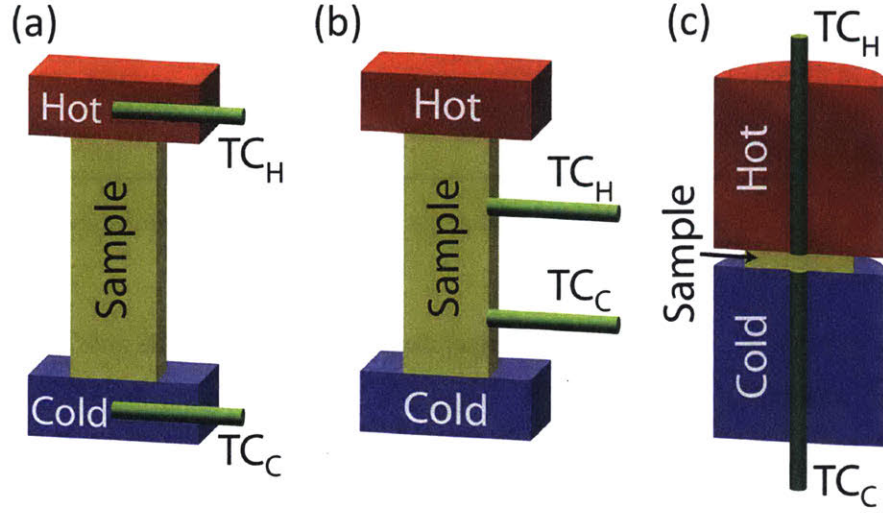 (a)
Hot
TC_H
Sample
Cold
TC_C
(b)
Hot
TC_H
Sample
TC_C
Cold
(c)
TC_H
Hot
Sample
Cold
TC_C